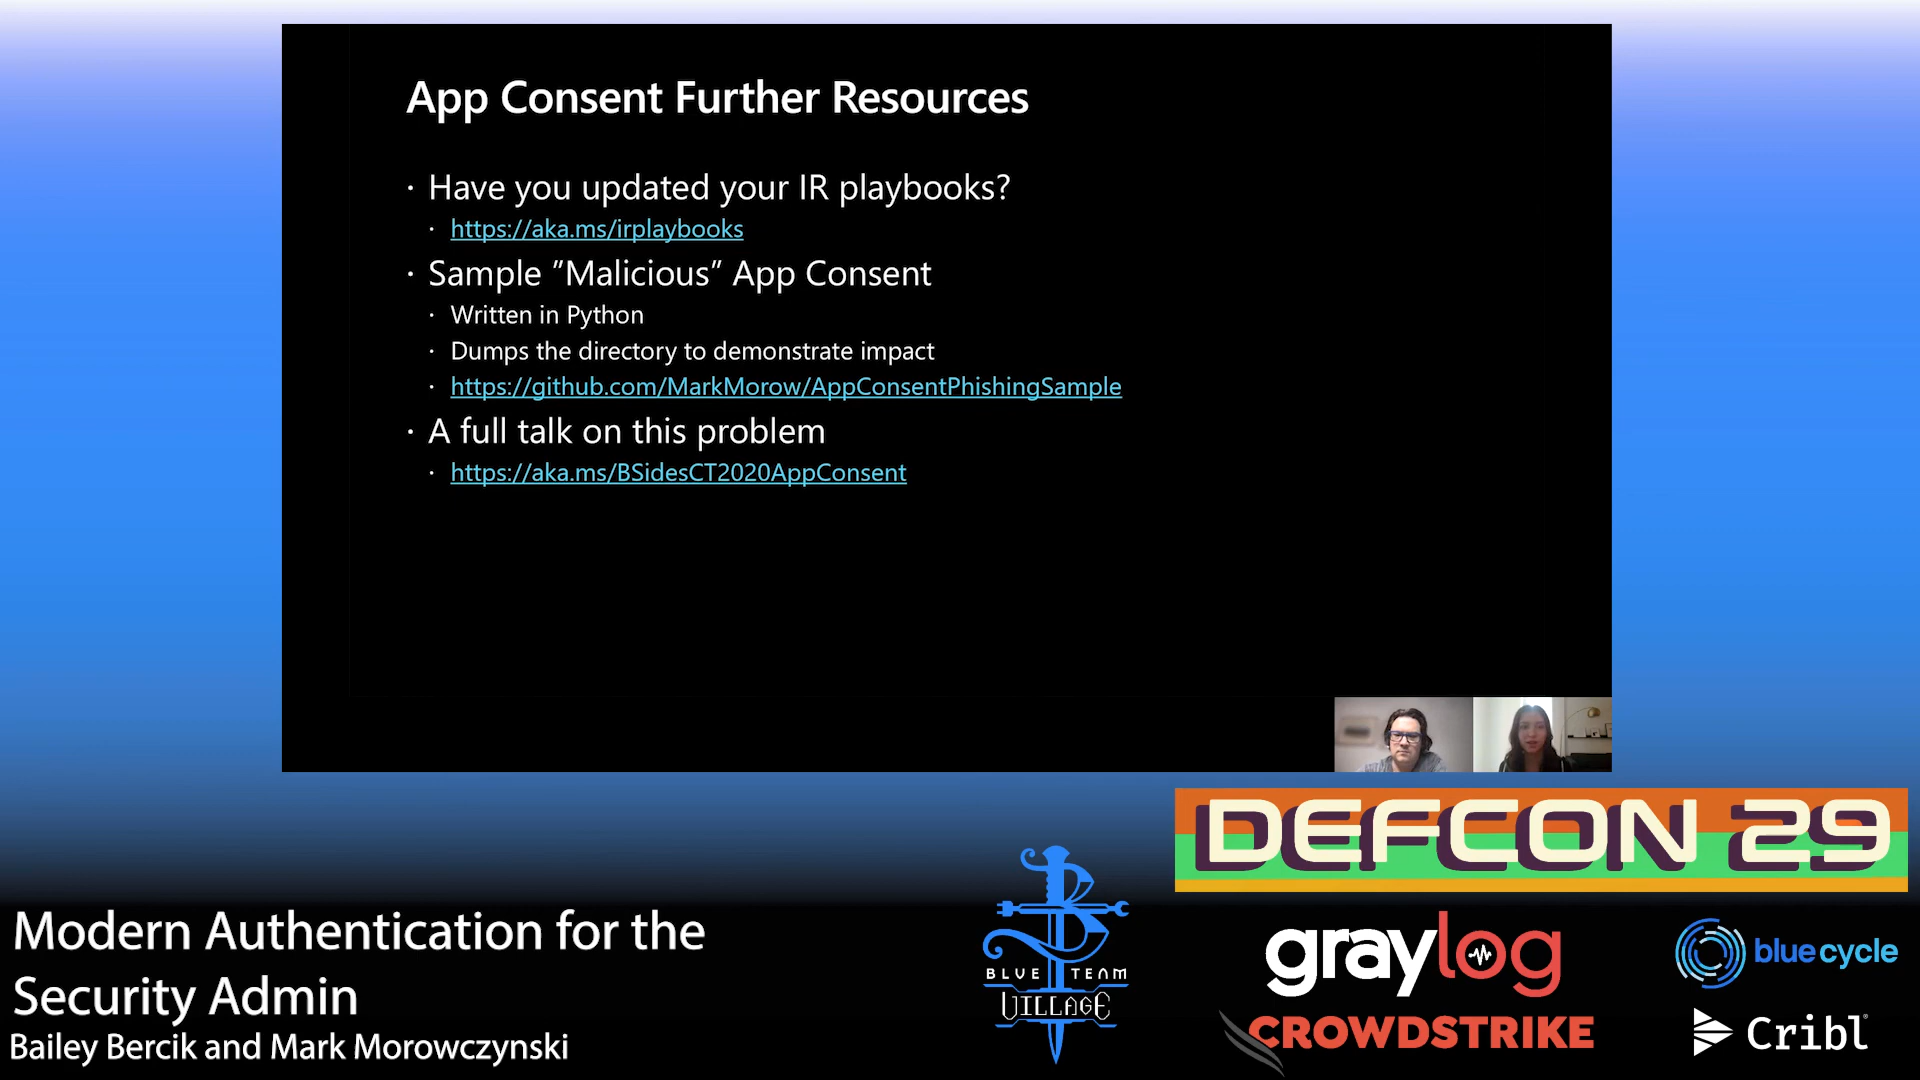 App Consent Further Resources
· Have you updated your IR playbooks?
· https://aka.ms/irplaybooks
· Sample ”Malicious” App Consent
· Written in Python
· Dumps the directory to demonstrate impact
· https://github.com/MarkMorow/AppConsentPhishingSample
· A full talk on this problem
· https://aka.ms/BSidesCT2020AppConsent
DEFCON 29
Modern Authentication for the
Security Admin
Bailey Bercik and Mark Morowczynski
BLUE TEAM
VILLAGE
graylog
blue cycle
CROWDSTRIKE
Cribl